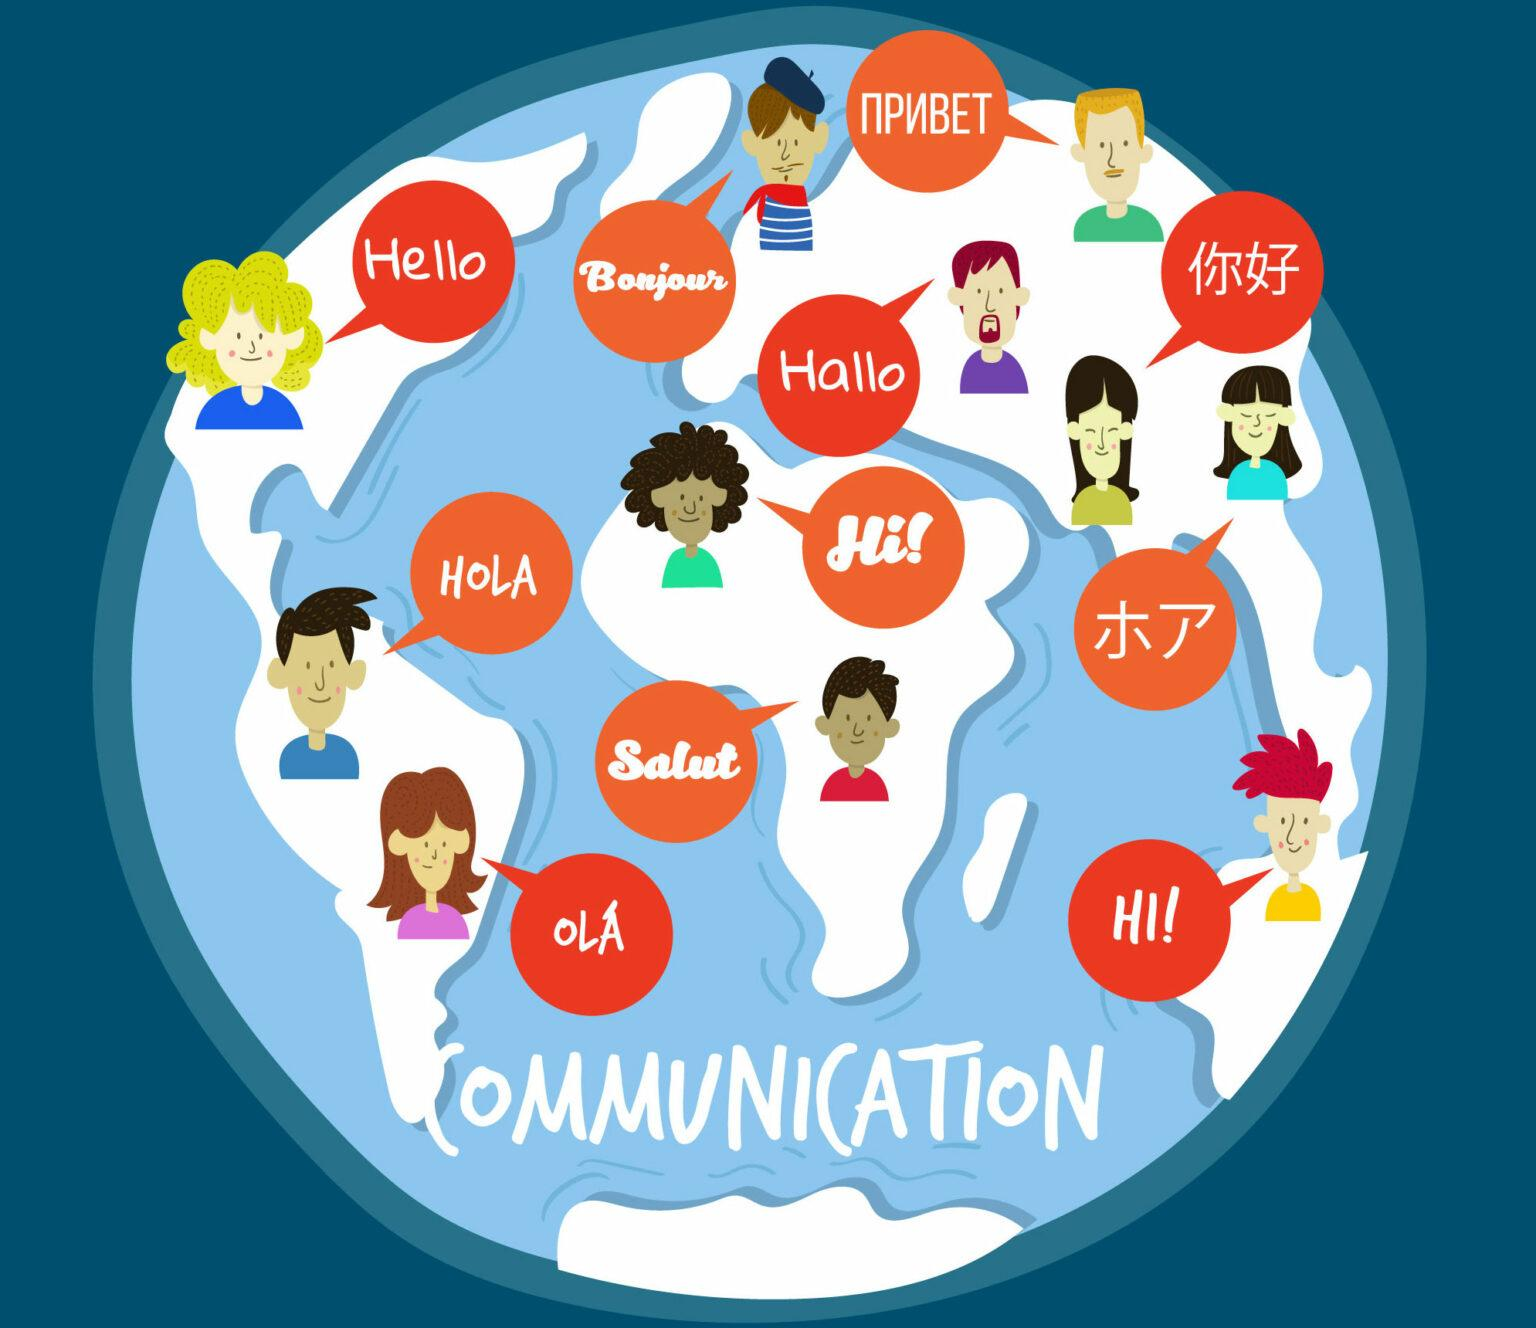 ПРИВЕТ
Hello
Bonjour
你好
Hallo
Hi!
HOLA
ホア
Salut
OLÁ
HI!
COMMUNICATION